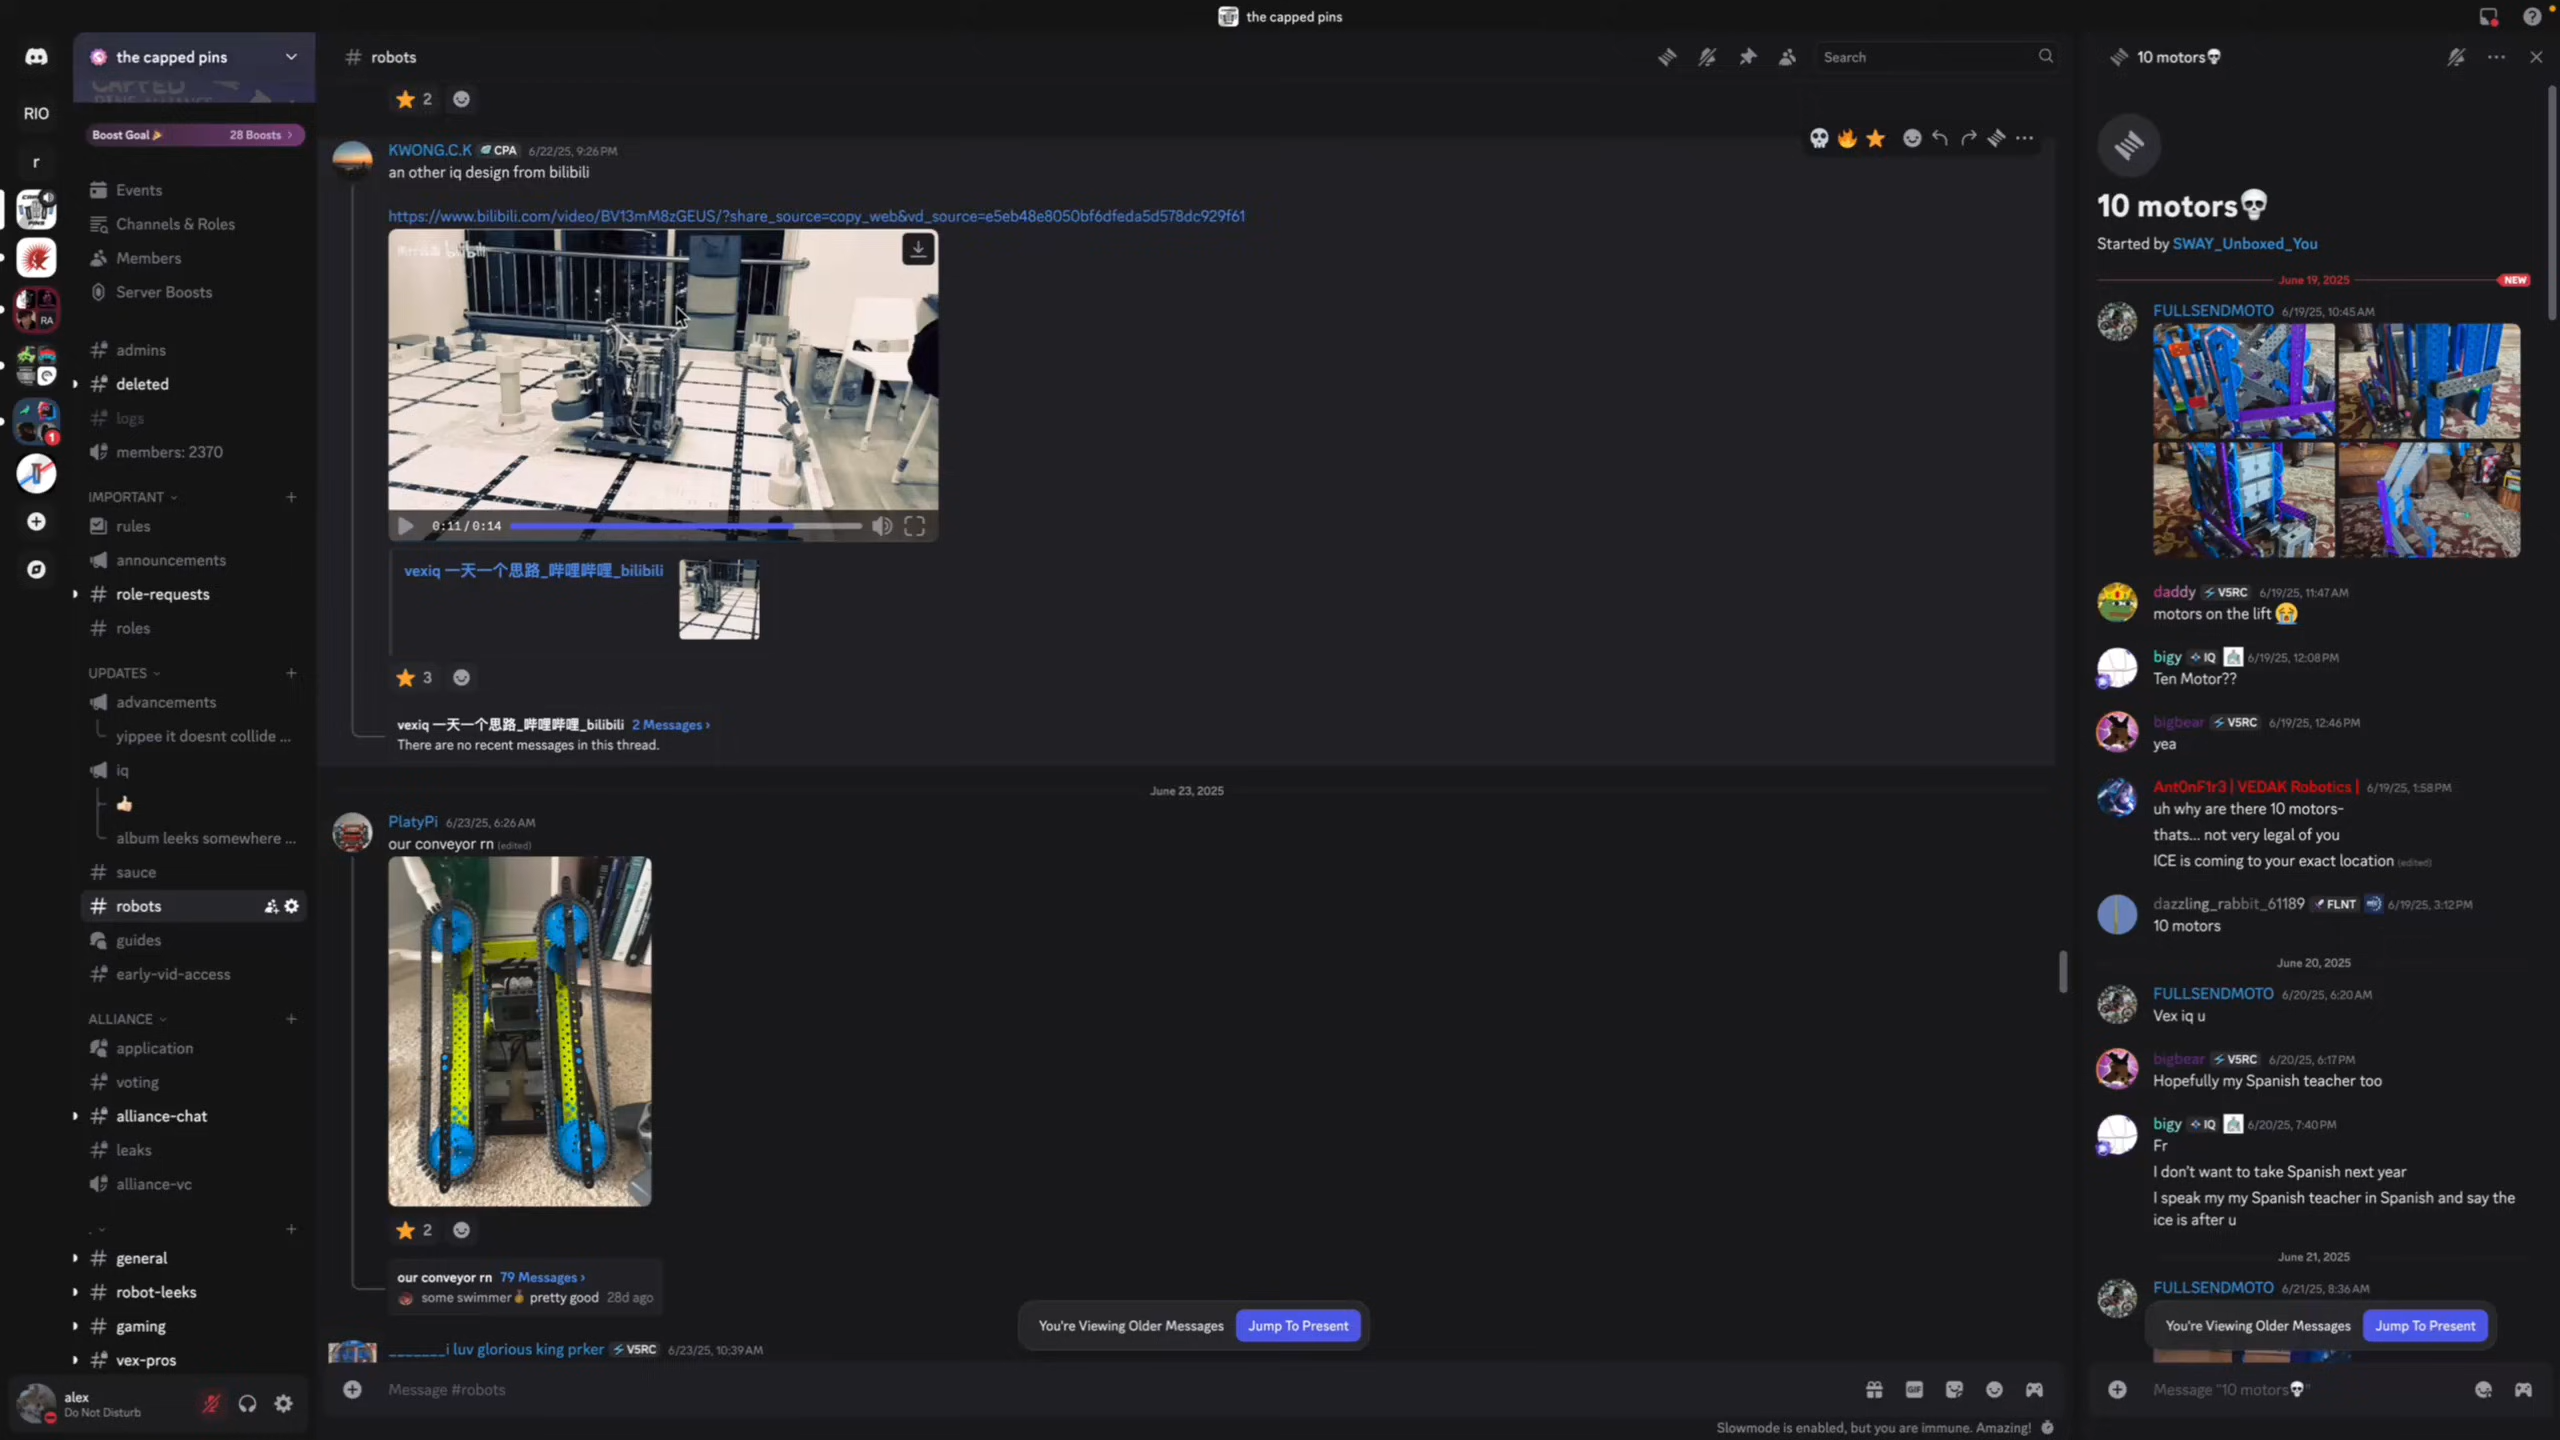 the capped pins
the capped pins
RIO
r
RA
1
Boost Goal
28 Boosts
Events
Channels & Roles
Members
Server Boosts
admins
deleted
logs
members: 2370
IMPORTANT
rules
announcements
role-requests
roles
UPDATES
advancements
yippee it doesnt collide ...
iq
👍🏻
album leeks somewhere ...
sauce
robots
guides
early-vid-access
ALLIANCE
application
voting
alliance-chat
leaks
alliance-vc
general
robot-leeks
gaming
vex-pros
alex
Do Not Disturb
# robots
Search
⭐ 2
KWONG.C.K CPA 6/22/25, 9:26 PM
an other iq design from bilibili
https://www.bilibili.com/video/BV13mM8zGEUS/?share_source=copy_web&vd_source=e5eb48e8050bf6dfeda5d578dc929f61
bilibili
0:11 / 0:14
vexiq 一天一个思路_哔哩哔哩_bilibili
⭐ 3
vexiq 一天一个思路_哔哩哔哩_bilibili 2 Messages ›
There are no recent messages in this thread.
June 23, 2025
PlatyPi 6/23/25, 6:26 AM
our conveyor rn (edited)
⭐ 2
our conveyor rn 79 Messages ›
some swimmer🥇 pretty good 28d ago
_______i luv glorious king prker V5RC 6/23/25, 10:39 AM
You're Viewing Older Messages
Jump To Present
Message #robots
Slowmode is enabled, but you are immune. Amazing!
10 motors💀
10 motors💀
Started by SWAY_Unboxed_You
June 19, 2025
NEW
FULLSENDMOTO 6/19/25, 10:45 AM
daddy V5RC 6/19/25, 11:47 AM
motors on the lift 😭
bigy IQ 6/19/25, 12:08 PM
Ten Motor??
bigbear V5RC 6/19/25, 12:46 PM
yea
Ant0nF1r3 | VEDAK Robotics | 6/19/25, 1:58 PM
uh why are there 10 motors-
thats... not very legal of you
ICE is coming to your exact location (edited)
dazzling_rabbit_61189 FLNT 6/19/25, 3:12 PM
10 motors
June 20, 2025
FULLSENDMOTO 6/20/25, 6:20 AM
Vex iq u
bigbear V5RC 6/20/25, 6:17 PM
Hopefully my Spanish teacher too
bigy IQ 6/20/25, 7:40 PM
Fr
I don't want to take Spanish next year
I speak my my Spanish teacher in Spanish and say the
ice is after u
June 21, 2025
FULLSENDMOTO 6/21/25, 8:36 AM
You're Viewing Older Messages
Jump To Present
Message "10 motors💀"